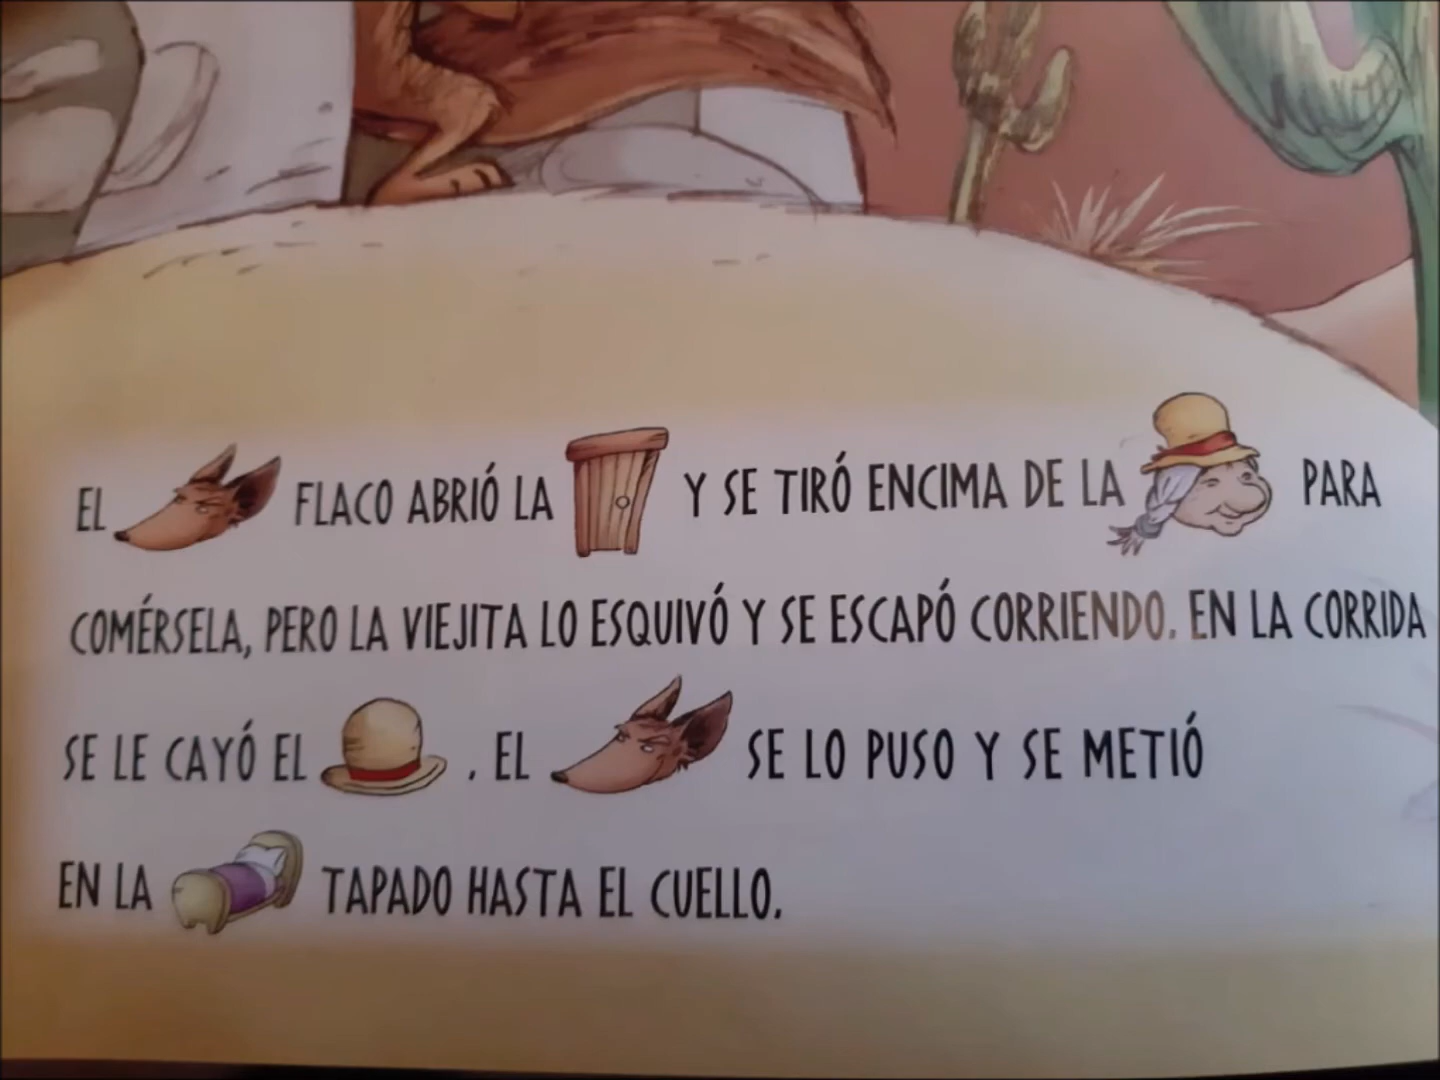 EL FLACO ABRIÓ LA Y SE TIRÓ ENCIMA DE LA PARA
COMÉRSELA, PERO LA VIEJITA LO ESQUIVÓ Y SE ESCAPÓ CORRIENDO. EN LA CORRIDA
SE LE CAYÓ EL . EL SE LO PUSO Y SE METIÓ
EN LA TAPADO HASTA EL CUELLO.